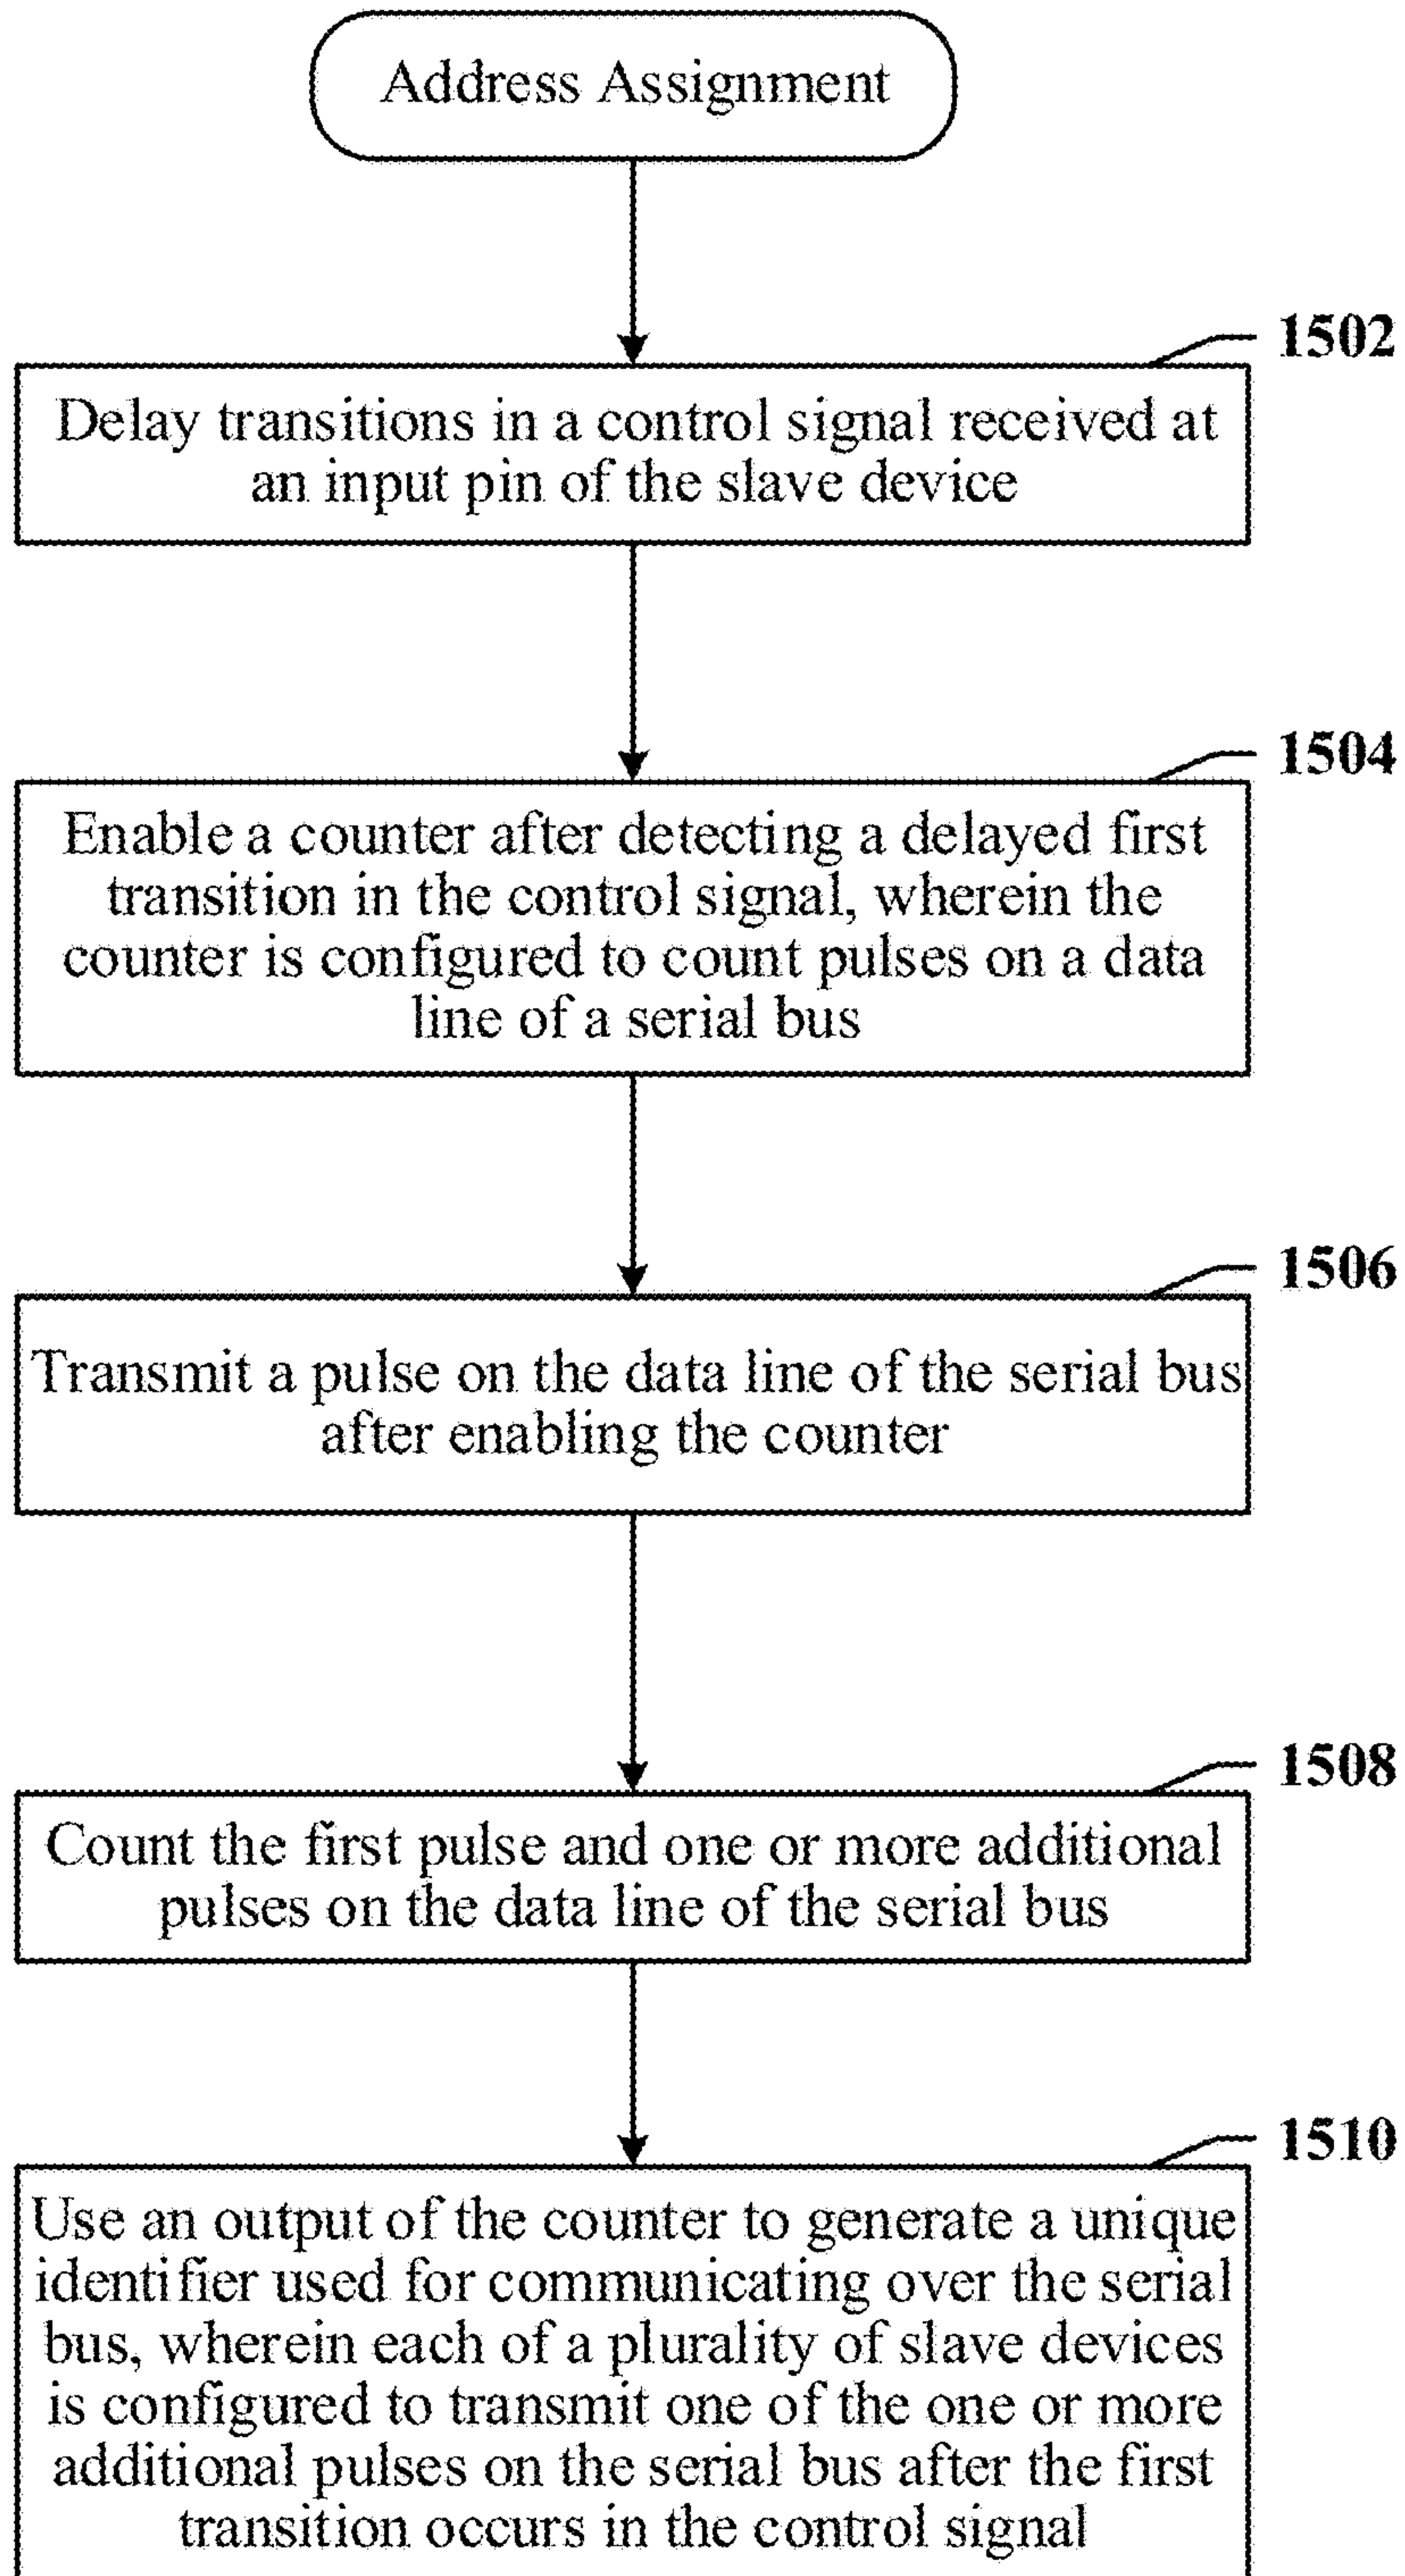 Address Assignment
1502
Delay transitions in a control signal received at
an input pin of the slave device
1504
Enable a counter after detecting a delayed first
transition in the control signal, wherein the
counter is configured to count pulses on a data
line of a serial bus
1506
Transmit a pulse on the data line of the serial bus
after enabling the counter
1508
Count the first pulse and one or more additional
pulses on the data line of the serial bus
1510
Use an output of the counter to generate a unique
identifier used for communicating over the serial
bus, wherein each of a plurality of slave devices
is configured to transmit one of the one or more
additional pulses on the serial bus after the first
transition occurs in the control signal